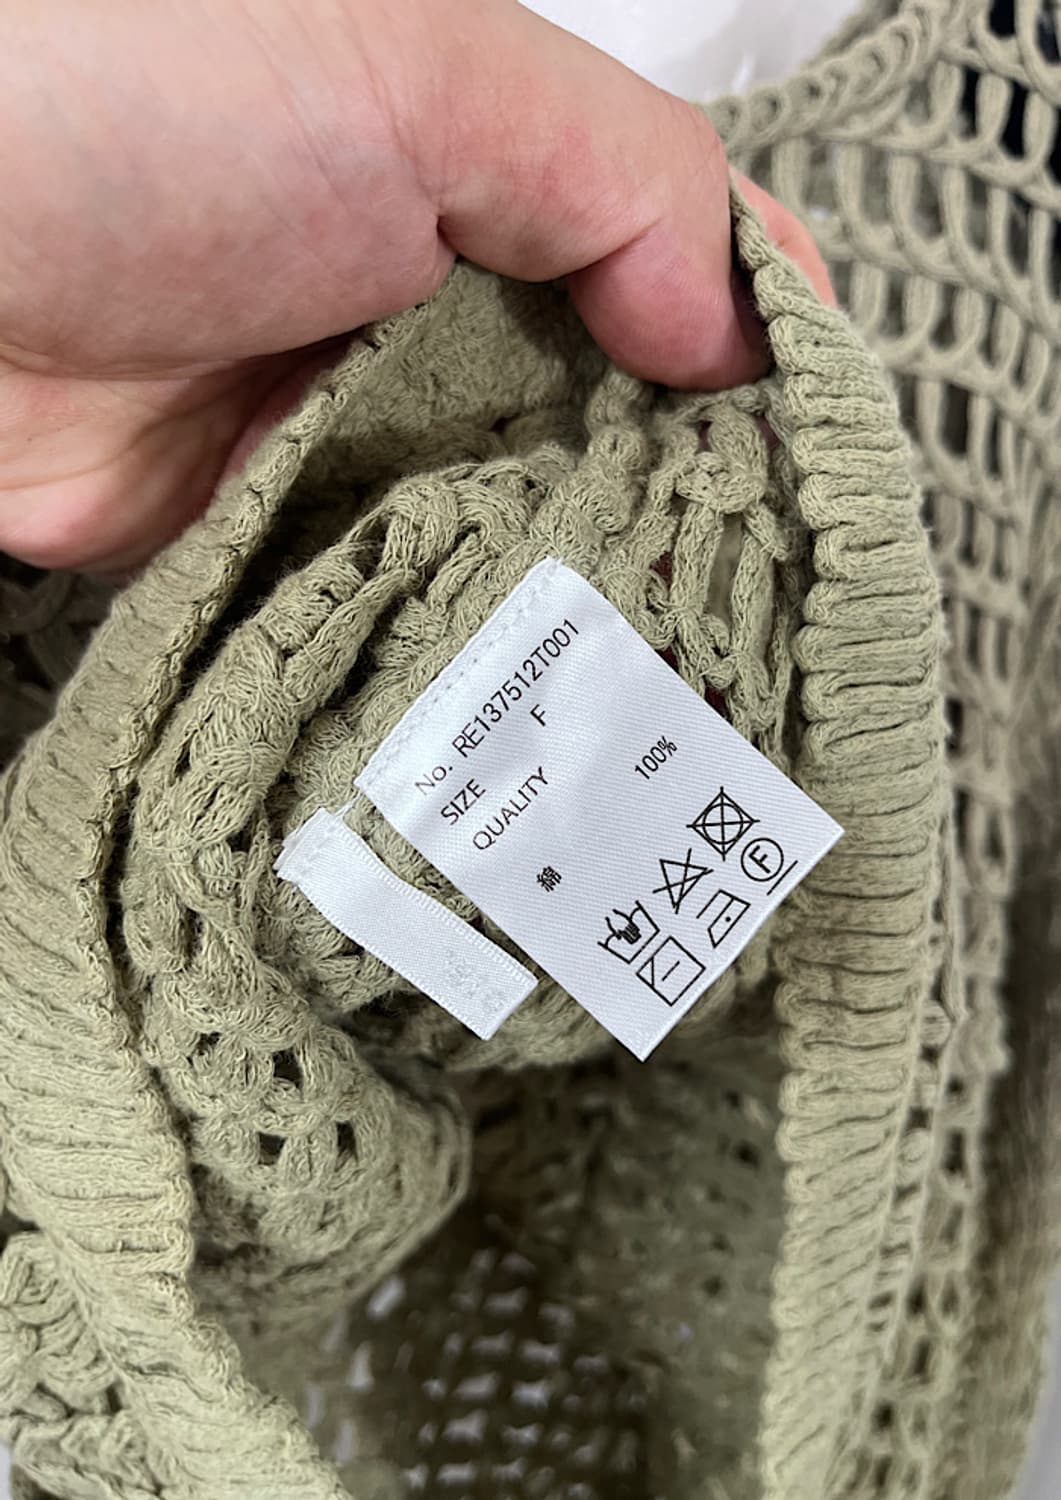 No. RE137512T001
SIZE F
QUALITY
綿 100%
F